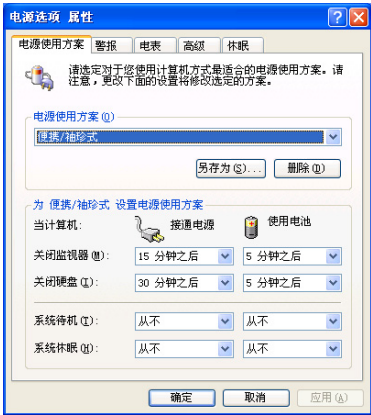 电源选项 属性
电源使用方案 警报 电表 高级 休眠
请选定对于您使用计算机方式最适合的电源使用方案。请
注意，更改下面的设置将修改选定的方案。
电源使用方案(O)
便携/袖珍式
另存为(S)... 删除(D)
为 便携/袖珍式 设置电源使用方案
当计算机: 接通电源 使用电池
关闭监视器(M): 15 分钟之后 5 分钟之后
关闭硬盘(I): 30 分钟之后 5 分钟之后
系统待机(T): 从不 从不
系统休眠(H): 从不 从不
确定 取消 应用(A)